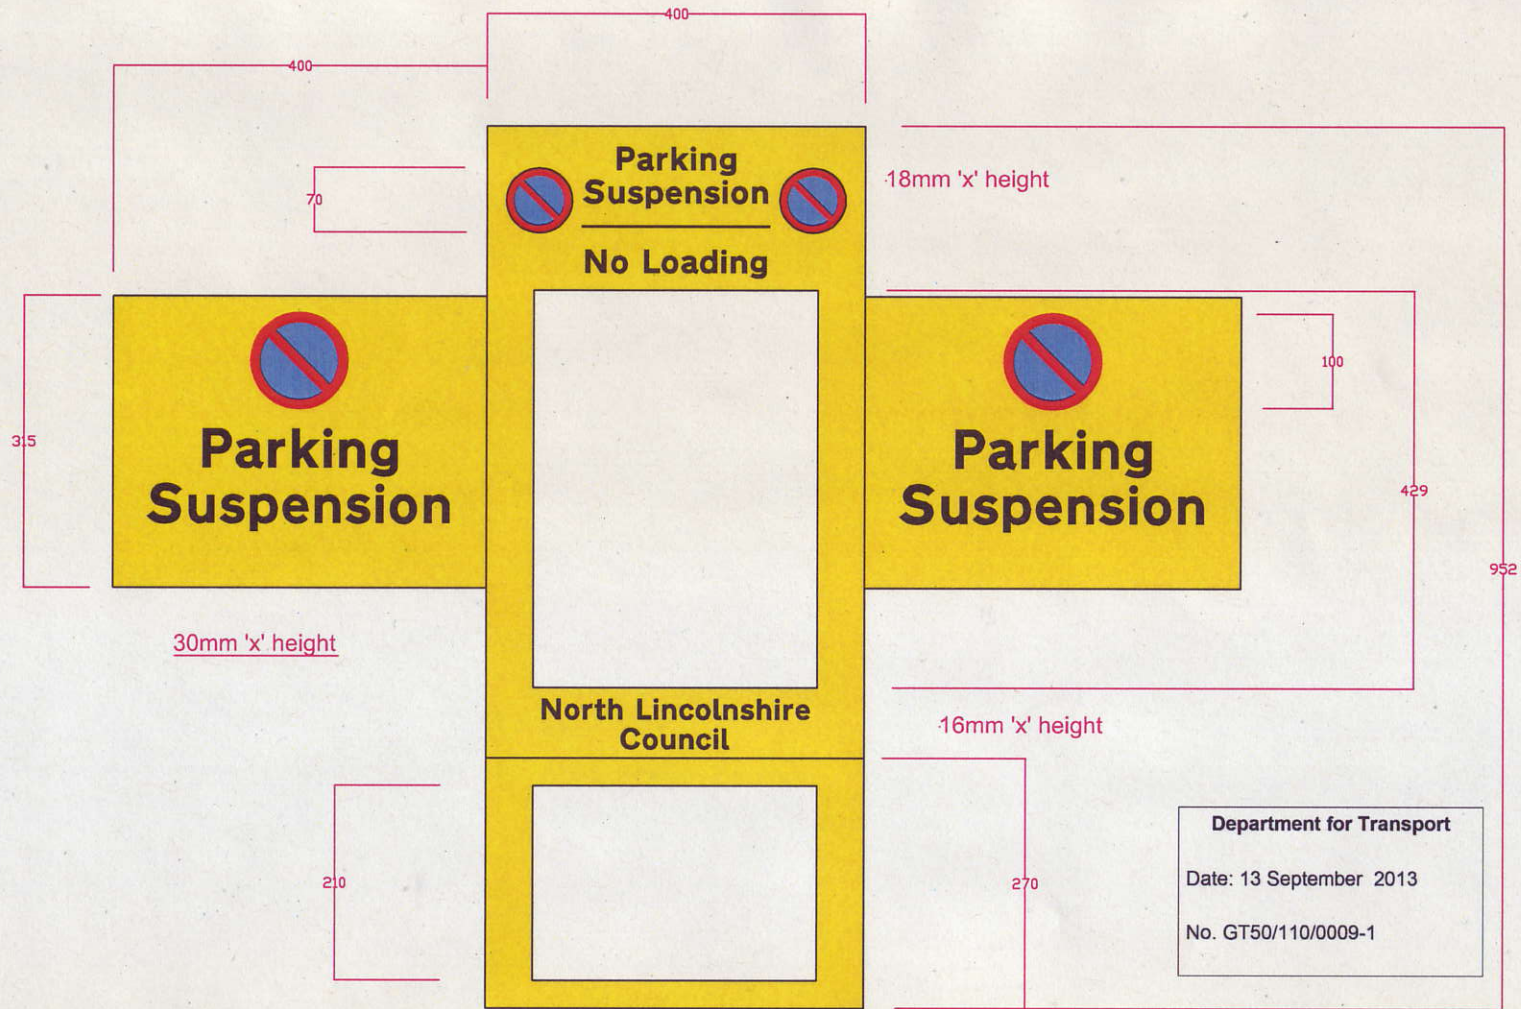 400
400
Parking
Suspension
18mm 'x' height
70
No Loading
100
315
Parking
Suspension
Parking
Suspension
429
952
30mm 'x' height
North Lincolnshire
Council
16mm 'x' height
210
270
Department for Transport
Date: 13 September 2013
No. GT50/110/0009-1